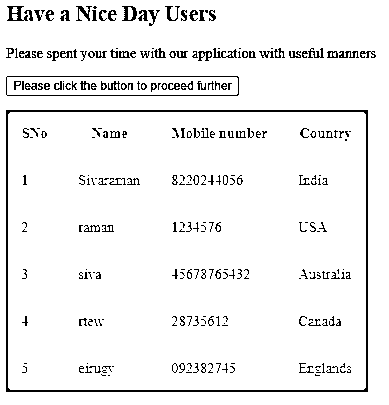 Have a Nice Day Users
Please spent your time with our application with useful manners
Please click the button to proceed further
SNo Name Mobile number Country
1 Sivaraman 8220244056 India
2 raman 1234576 USA
3 siva 45678765432 Australia
4 rtew 28735612 Canada
5 eirugy 092382745 Englands